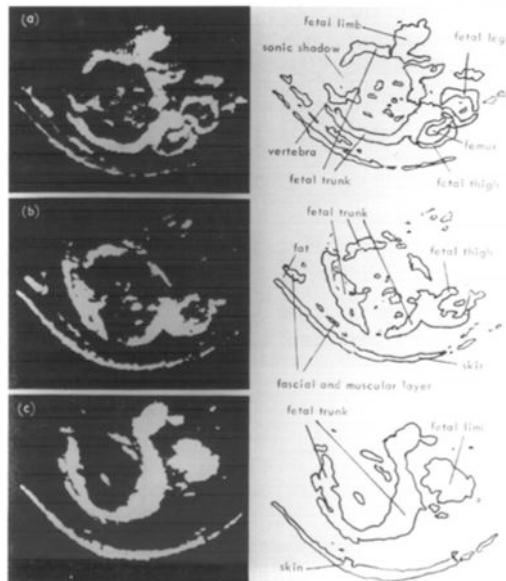 (a)
fetal limb
fetal leg
sonic shadow
vertebra
femur
fetal trunk
fetal thigh
(b)
fetal trunk
fat
fetal thigh
skin
fascial and muscular layer
(c)
fetal trunk
fetal limb
skin